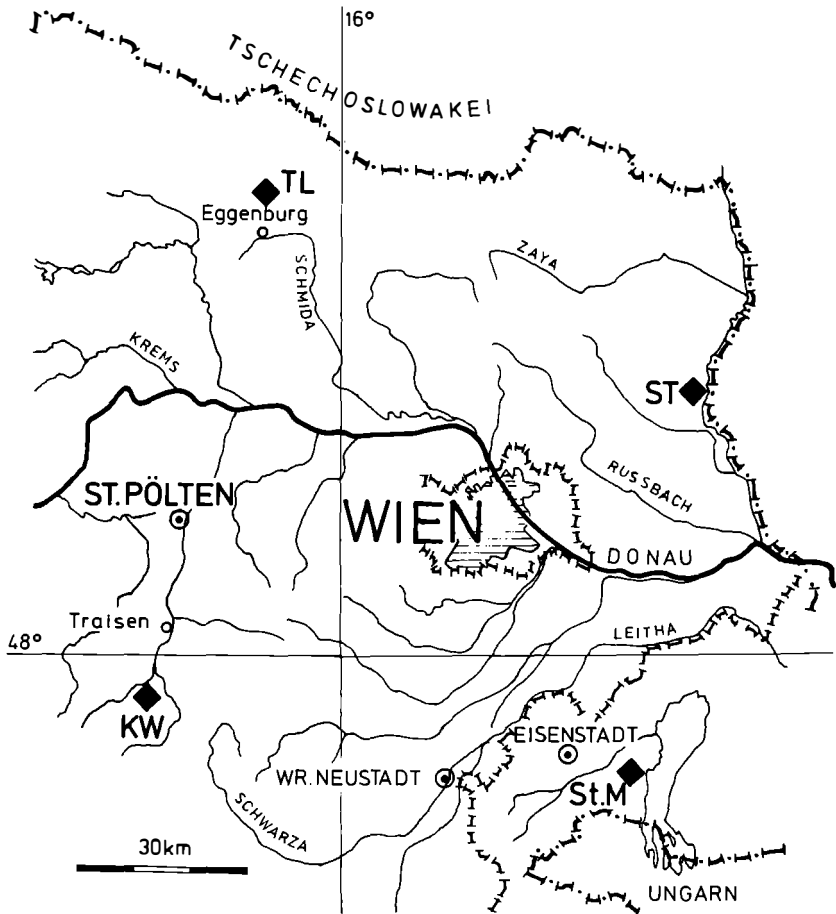 16°
TSCHECHOSLOWAKEI
TL
Eggenburg
SCHMIDA
ZAYA
KREMS
ST
ST.PÖLTEN
RUSSBACH
WIEN
DONAU
Traisen
LEITHA
48°
KW
EISENSTADT
WR.NEUSTADT
St.M
SCHWARZA
30km
UNGARN